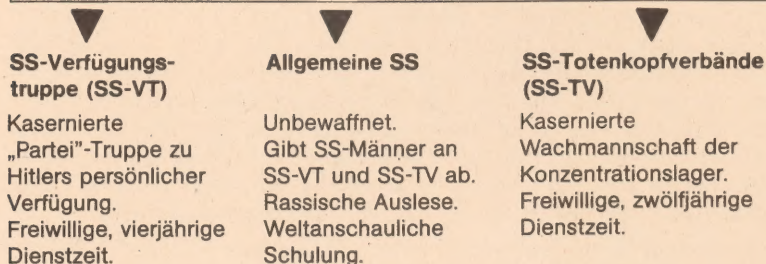 SS-Verfügungs-
truppe (SS-VT)
Kasernierte
„Partei"-Truppe zu
Hitlers persönlicher
Verfügung.
Freiwillige, vierjährige
Dienstzeit.
Allgemeine SS
Unbewaffnet.
Gibt SS-Männer an
SS-VT und SS-TV ab.
Rassische Auslese.
Weltanschauliche
Schulung.
SS-Totenkopfverbände
(SS-TV)
Kasernierte
Wachmannschaft der
Konzentrationslager.
Freiwillige, zwölfjährige
Dienstzeit.